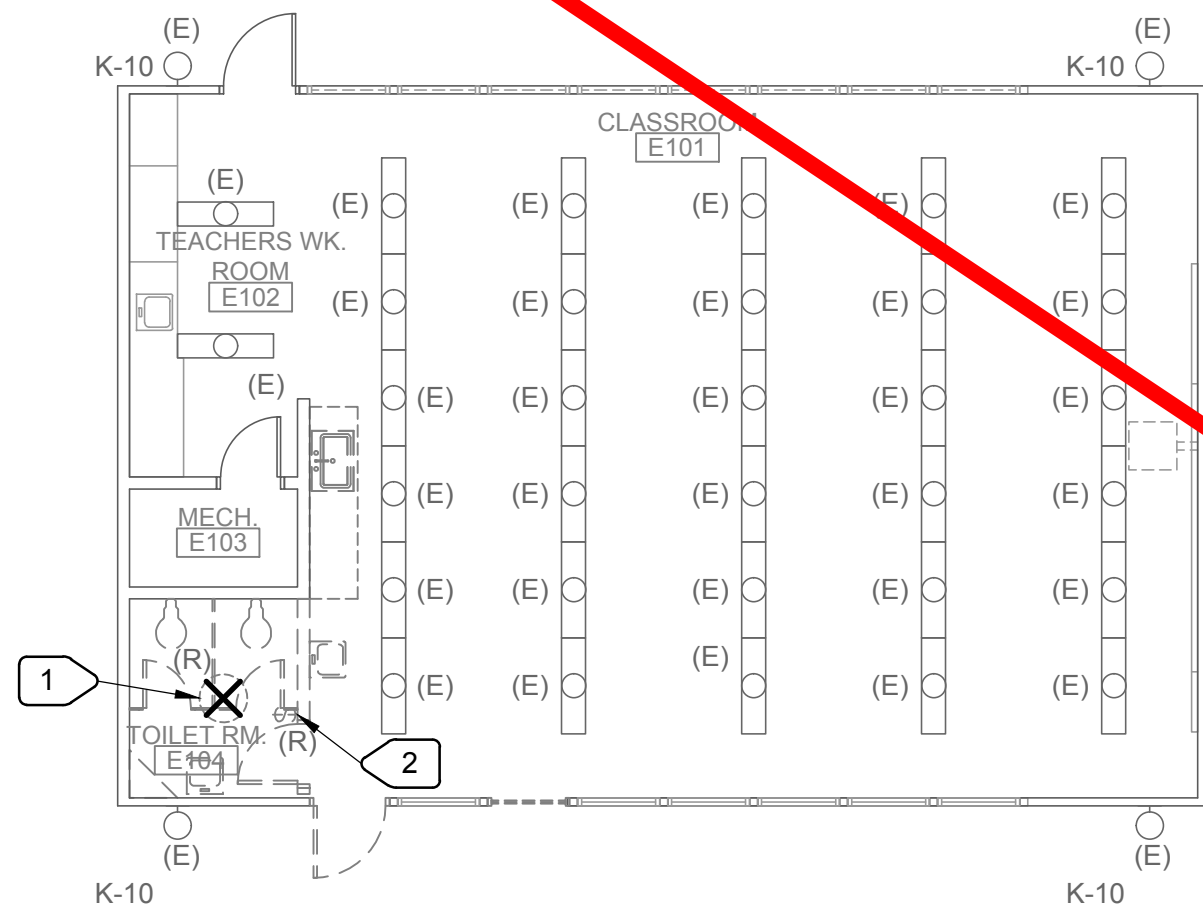 (E)
K-10
(E)
K-10
CLASSROOM
E101
(E)
TEACHERS WK.
ROOM
E102
(E)
(E) (E) (E) (E) (E)
(E) (E) (E) (E) (E)
(E) (E) (E) (E) (E)
(E) (E) (E) (E) (E)
(E) (E) (E) (E) (E)
(E) (E) (E) (E) (E)
MECH.
E103
(R)
1
S
TOILET RM.
E104
(R)
2
(E)
K-10
(E)
K-10